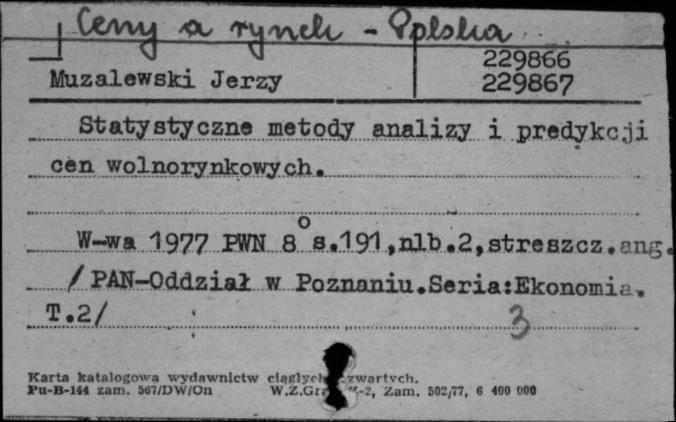 Ceny a rynek - Polska
229866
Muzalewski Jerzy 229867
Statystyczne metody analizy i predykcji
cen wolnorynkowych.
W-wa 1977 PWN 8° s.191,nlb.2,streszcz.ang.
/PAN-Oddział w Poznaniu.Seria:Ekonomia.
T.2/ 3
Karta katalogowa wydawnictw ciągłych zwartych.
Pu-B-144 zam. 567/DW/On W.Z.Gra -2, Zam. 502/77, 6 400 000